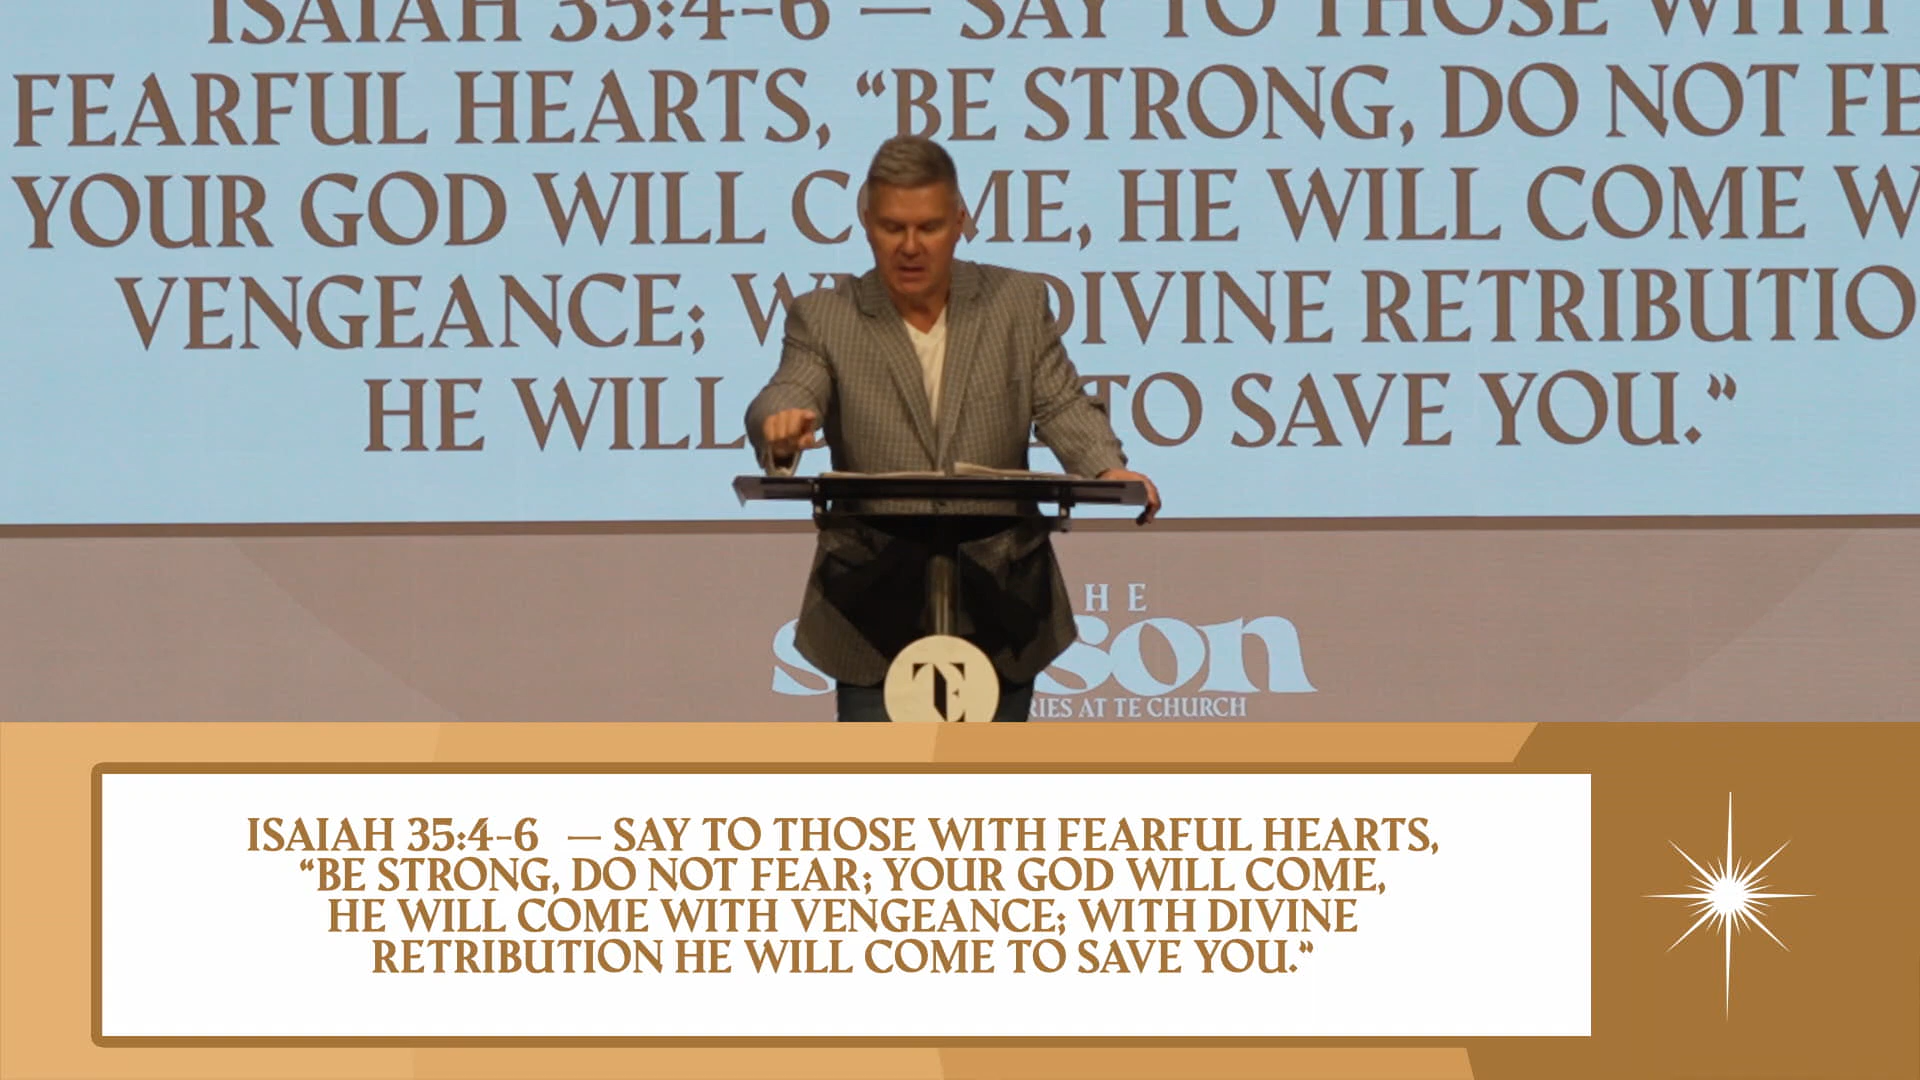 ISAIAH 35:4-6 — SAY TO THOSE WITH
FEARFUL HEARTS, “BE STRONG, DO NOT FE
YOUR GOD WILL COME, HE WILL COME W
VENGEANCE; W DIVINE RETRIBUTIO
HE WILL TO SAVE YOU.”
HE
s son
RIES AT TE CHURCH
TE
ISAIAH 35:4-6 — SAY TO THOSE WITH FEARFUL HEARTS,
“BE STRONG, DO NOT FEAR; YOUR GOD WILL COME,
HE WILL COME WITH VENGEANCE; WITH DIVINE
RETRIBUTION HE WILL COME TO SAVE YOU.”